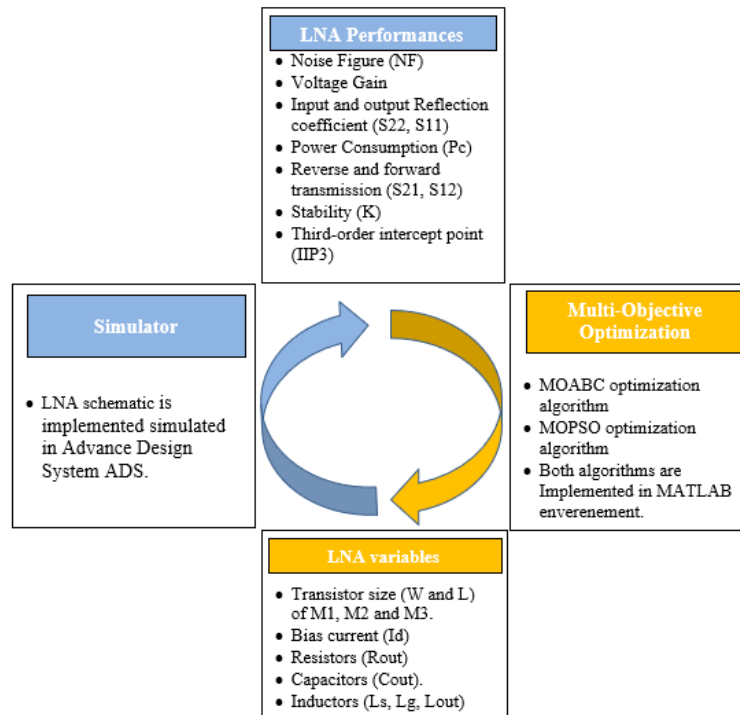 LNA Performances
• Noise Figure (NF)
• Voltage Gain
• Input and output Reflection
coefficient (S22, S11)
• Power Consumption (Pc)
• Reverse and forward
transmission (S21, S12)
• Stability (K)
• Third-order intercept point
(IIP3)
Simulator
• LNA schematic is
implemented simulated
in Advance Design
System ADS.
Multi-Objective
Optimization
• MOABC optimization
algorithm
• MOPSO optimization
algorithm
• Both algorithms are
Implemented in MATLAB
enverenement.
LNA variables
• Transistor size (W and L)
of M1, M2 and M3.
• Bias current (Id)
• Resistors (Rout)
• Capacitors (Cout).
• Inductors (Ls, Lg, Lout)